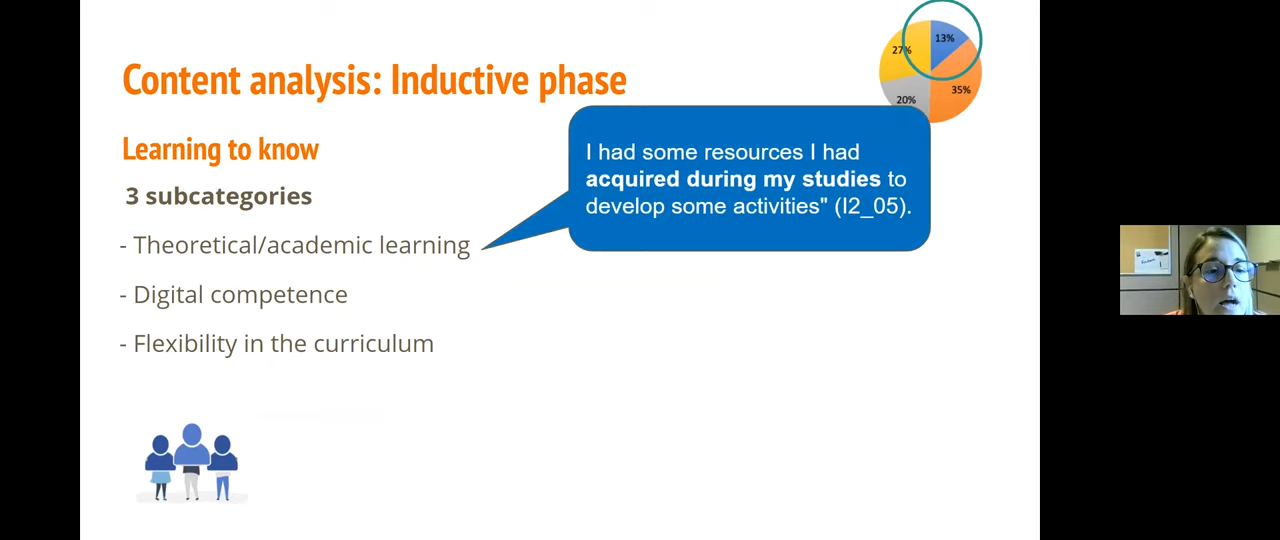 Content analysis: Inductive phase
13%
27%
35%
20%
Learning to know
3 subcategories
I had some resources I had
acquired during my studies to
develop some activities" (I2_05).
- Theoretical/academic learning
- Digital competence
- Flexibility in the curriculum